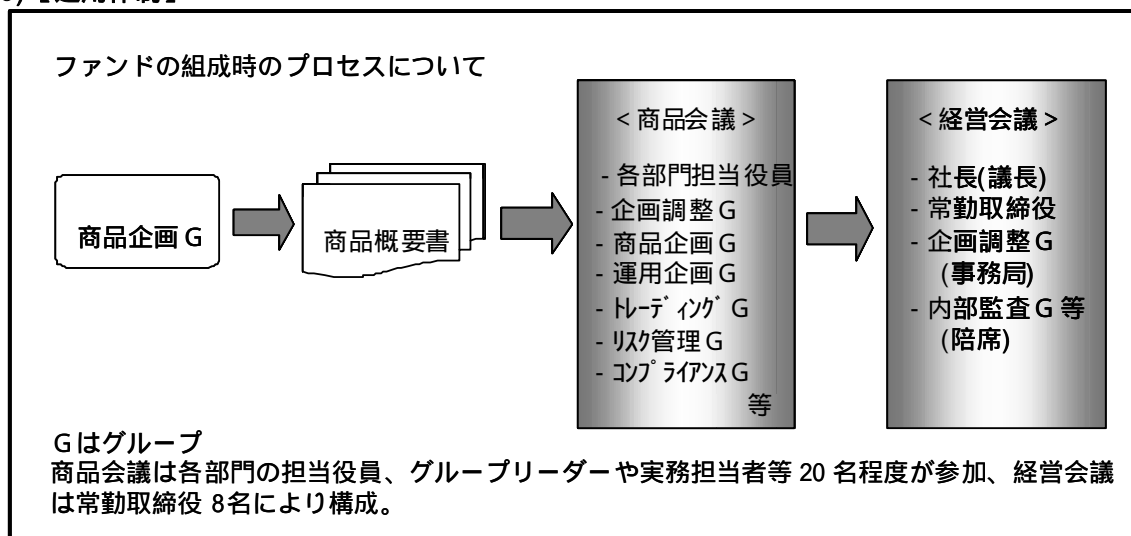 ファンドの組成時のプロセスについて
商品企画G
商品概要書
<商品会議>
- 各部門担当役員
- 企画調整G
- 商品企画G
- 運用企画G
- ﾄﾚｰﾃﾞｨﾝｸﾞG
- ﾘｽｸ管理G
- ｺﾝﾌﾟﾗｲｱﾝｽG
等
<経営会議>
- 社長(議長)
- 常勤取締役
- 企画調整G
(事務局)
- 内部監査G等
(陪席)
Gはグループ
商品会議は各部門の担当役員、グループリーダーや実務担当者等 20 名程度が参加、経営会議
は常勤取締役 8名により構成。